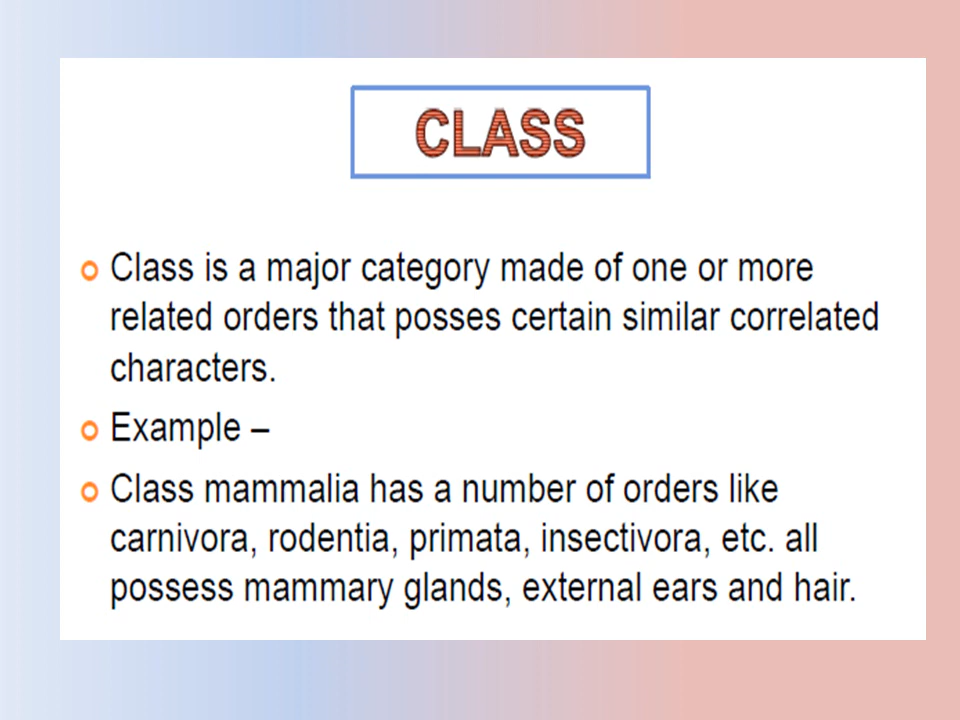 CLASS
Class is a major category made of one or more
related orders that posses certain similar correlated
characters.
Example –
Class mammalia has a number of orders like
carnivora, rodentia, primata, insectivora, etc. all
possess mammary glands, external ears and hair.